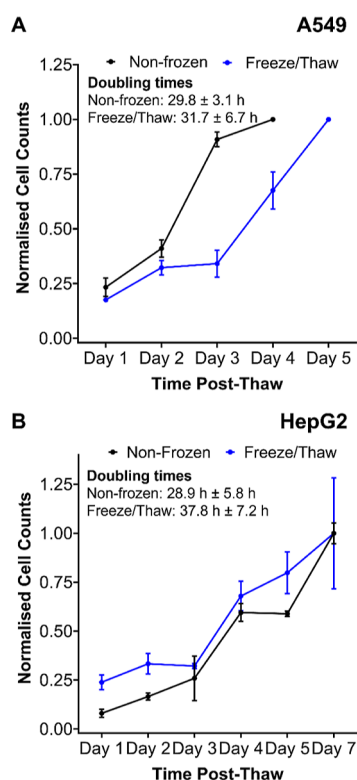 A
A549
Non-frozen Freeze/Thaw
Doubling times
Non-frozen: 29.8 ± 3.1 h
Freeze/Thaw: 31.7 ± 6.7 h
Normalised Cell Counts
1.25
1.00
0.75
0.50
0.25
0.00
Day 1 Day 2 Day 3 Day 4 Day 5
Time Post-Thaw
B
HepG2
Non-Frozen Freeze/Thaw
Doubling times
Non-frozen: 28.9 h ± 5.8 h
Freeze/Thaw: 37.8 h ± 7.2 h
Normalised Cell Counts
1.25
1.00
0.75
0.50
0.25
0.00
Day 1 Day 2 Day 3 Day 4 Day 5 Day 7
Time Post-Thaw